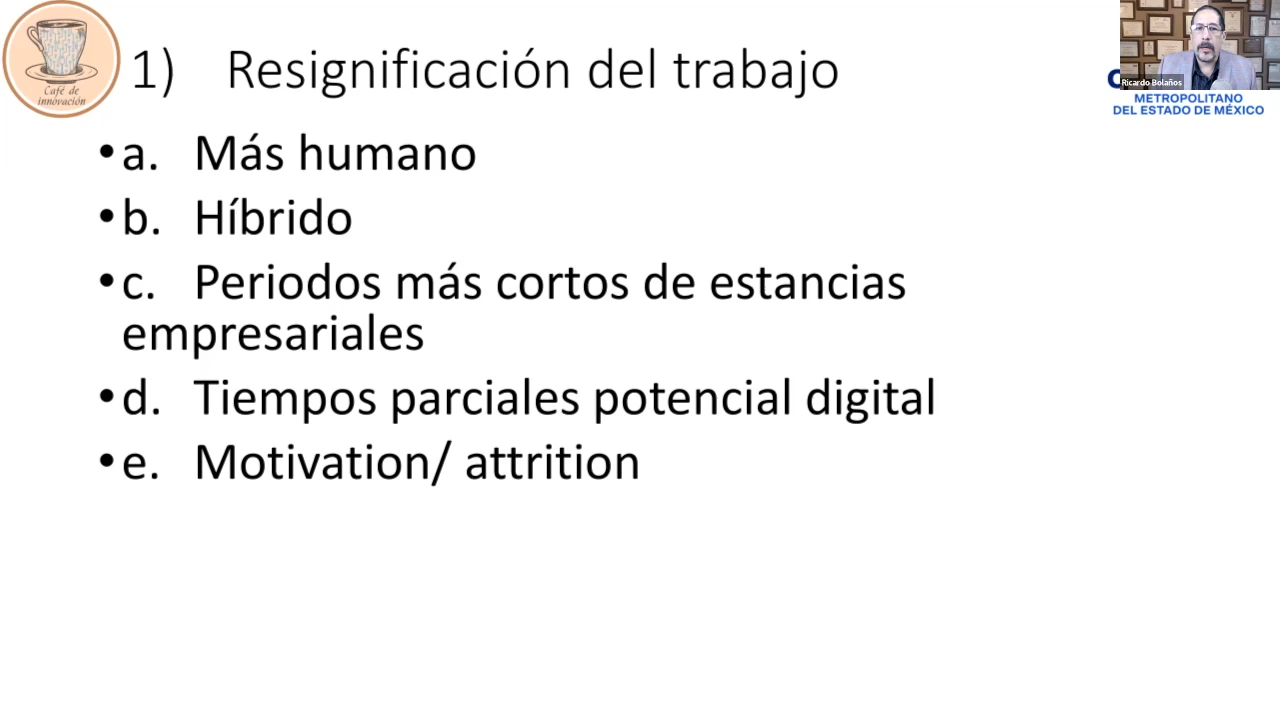 Café de
innovación
1) Resignificación del trabajo
Ricardo Bolaños
METROPOLITANO
DEL ESTADO DE MÉXICO
•a. Más humano
•b. Híbrido
•c. Periodos más cortos de estancias
empresariales
•d. Tiempos parciales potencial digital
•e. Motivation/ attrition